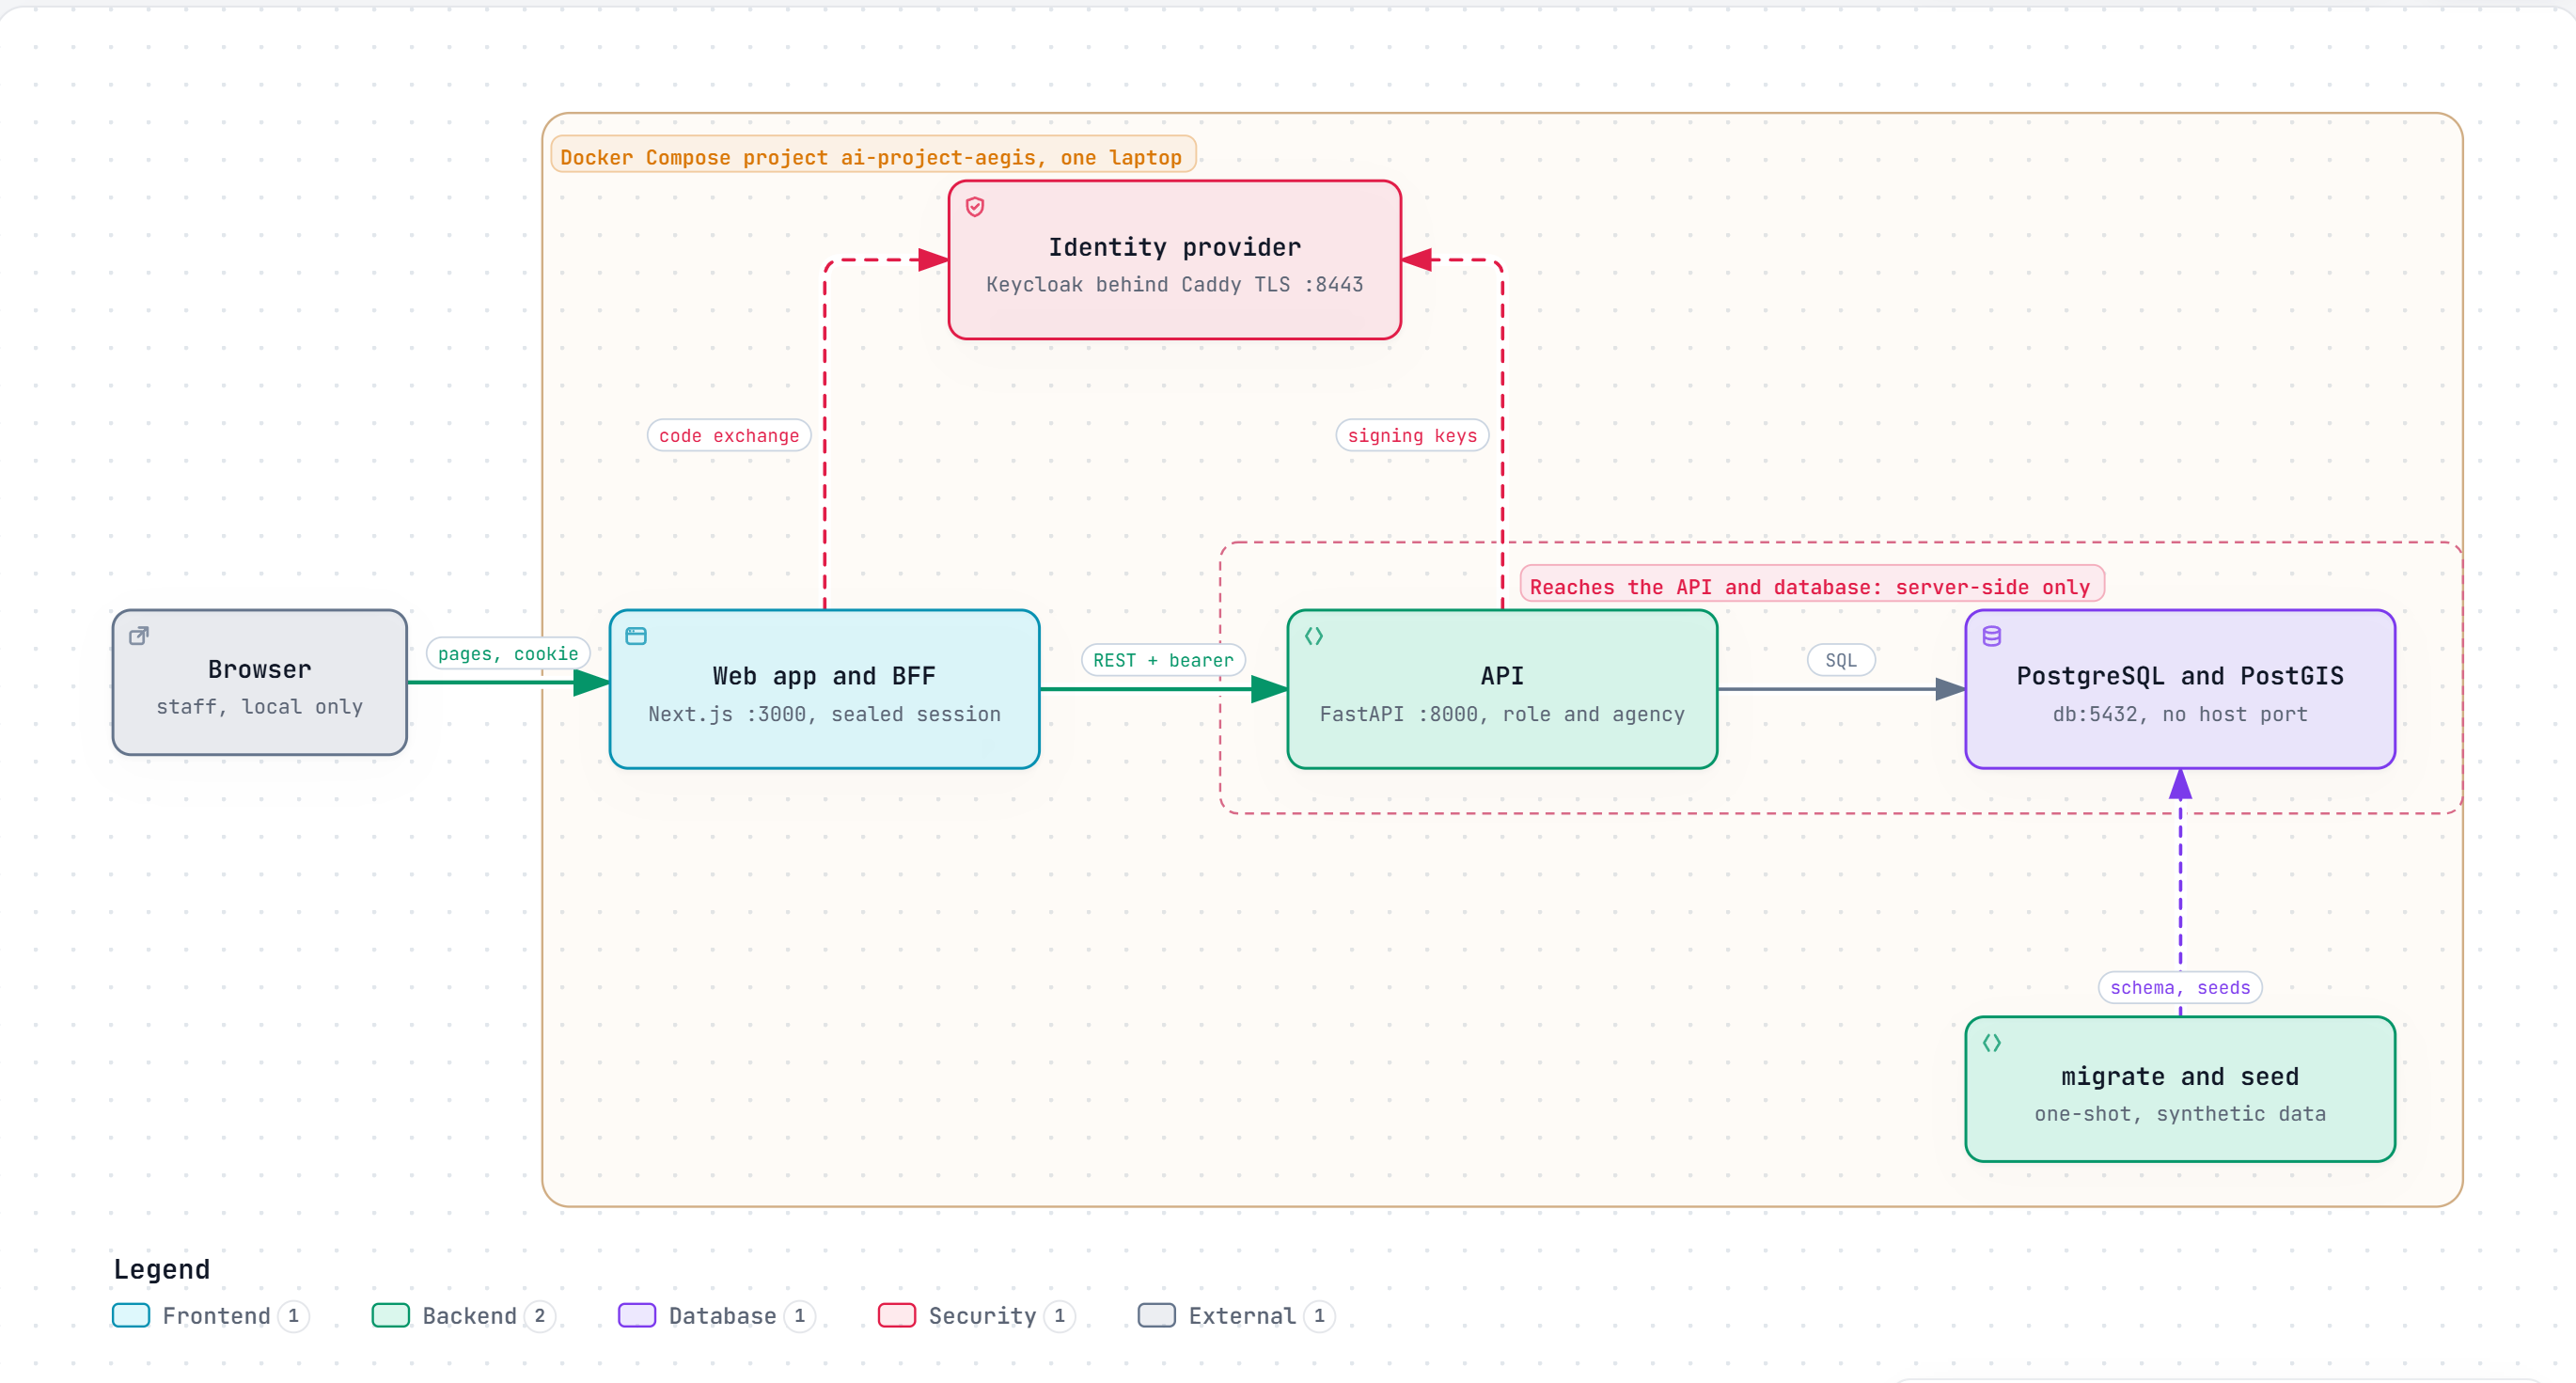 Docker Compose project ai-project-aegis, one laptop
Identity provider
Keycloak behind Caddy TLS :8443
code exchange
signing keys
Reaches the API and database: server-side only
Browser
staff, local only
pages, cookie
Web app and BFF
Next.js :3000, sealed session
REST + bearer
API
FastAPI :8000, role and agency
SQL
PostgreSQL and PostGIS
db:5432, no host port
schema, seeds
migrate and seed
one-shot, synthetic data
Legend
Frontend 1
Backend 2
Database 1
Security 1
External 1